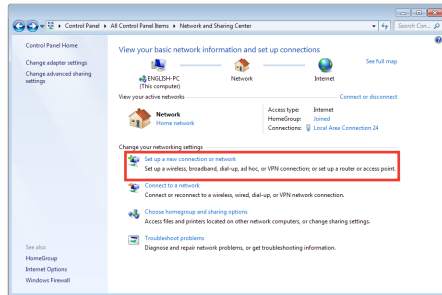 Control Panel ▸ All Control Panel Items ▸ Network and Sharing Center
Search Con...
Control Panel Home
Change adapter settings
Change advanced sharing
settings
View your basic network information and set up connections
See full map
ENGLISH-PC
(This computer)
Network
Internet
View your active networks
Connect or disconnect
Network
Home network
Access type: Internet
HomeGroup: Joined
Connections: Local Area Connection 24
Change your networking settings
Set up a new connection or network
Set up a wireless, broadband, dial-up, ad hoc, or VPN connection; or set up a router or access point.
Connect to a network
Connect or reconnect to a wireless, wired, dial-up, or VPN network connection.
Choose homegroup and sharing options
Access files and printers located on other network computers, or change sharing settings.
Troubleshoot problems
Diagnose and repair network problems, or get troubleshooting information.
See also
HomeGroup
Internet Options
Windows Firewall